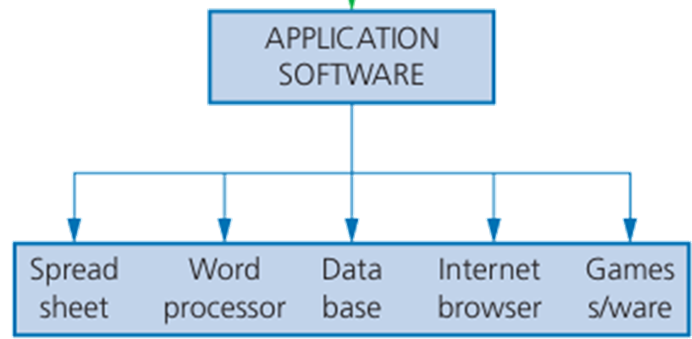 APPLICATION
SOFTWARE
Spread Word Data Internet Games
sheet processor base browser s/ware